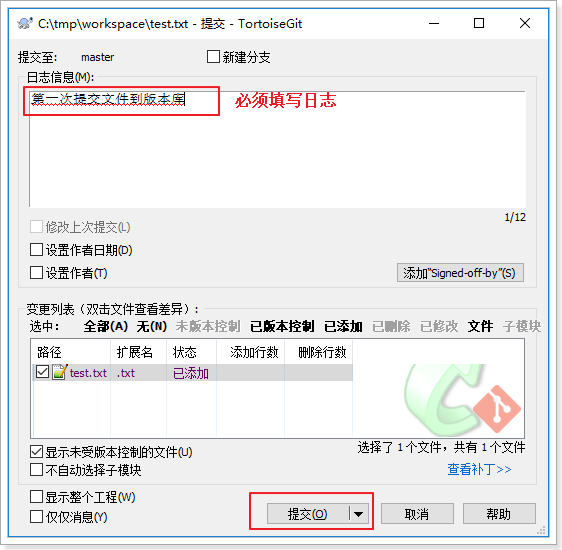 C:\tmp\workspace\test.txt - 提交 - TortoiseGit
提交至: master 新建分支
日志信息(M):
第一次提交文件到版本库 必须填写日志
1/12
修改上次提交(L)
设置作者日期(D)
设置作者(T) 添加"Signed-off-by"(S)
变更列表（双击文件查看差异）:
选中: 全部(A) 无(N) 未版本控制 已版本控制 已添加 已删除 已修改 文件 子模块
路径 扩展名 状态 添加行数 删除行数
test.txt .txt 已添加
显示未受版本控制的文件(U) 选择了 1 个文件，共有 1 个文件
不自动选择子模块 查看补丁>>
显示整个工程(W)
仅仅消息(Y) 提交(O) 取消 帮助